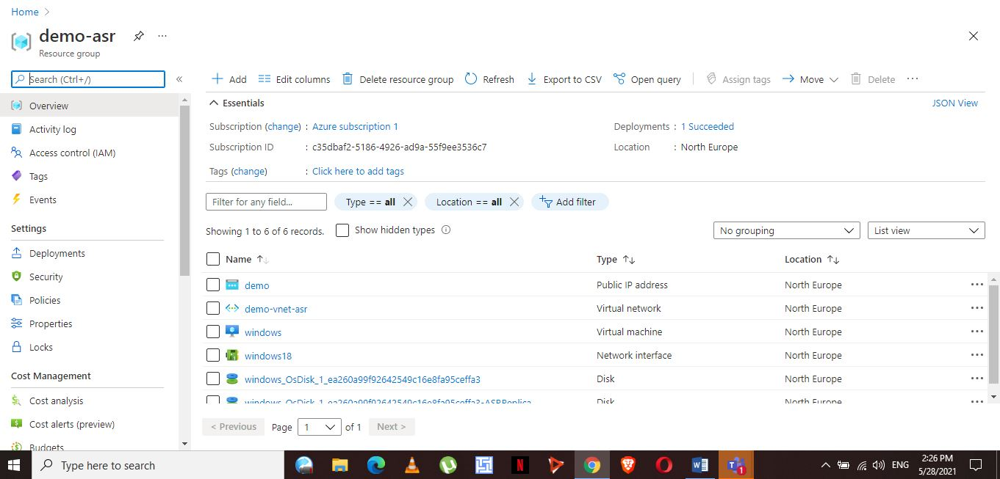 Home >
demo-asr ...
Resource group
Search (Ctrl+/) «
Overview
Activity log
Access control (IAM)
Tags
Events
Settings
Deployments
Security
Policies
Properties
Locks
Cost Management
Cost analysis
Cost alerts (preview)
Budgets
Add Edit columns Delete resource group Refresh Export to CSV Open query Assign tags Move Delete ...
Essentials JSON View
Subscription (change) : Azure subscription 1 Deployments : 1 Succeeded
Subscription ID : c35dbaf2-5186-4926-ad9a-55f9ee3536c7 Location : North Europe
Tags (change) : Click here to add tags
Filter for any field... Type == all Location == all Add filter
Showing 1 to 6 of 6 records. Show hidden types No grouping List view
Name Type Location
demo Public IP address North Europe ...
demo-vnet-asr Virtual network North Europe ...
windows Virtual machine North Europe ...
windows18 Network interface North Europe ...
windows_OsDisk_1_ea260a99f92642549c16e8fa95ceffa3 Disk North Europe ...
windows_OsDisk_1_ea260a99f92642549c16e8fa95ceffa3-ASRReplica Disk North Europe ...
< Previous Page 1 of 1 Next >
Type here to search N W T 1 ENG 2:26 PM
5/28/2021